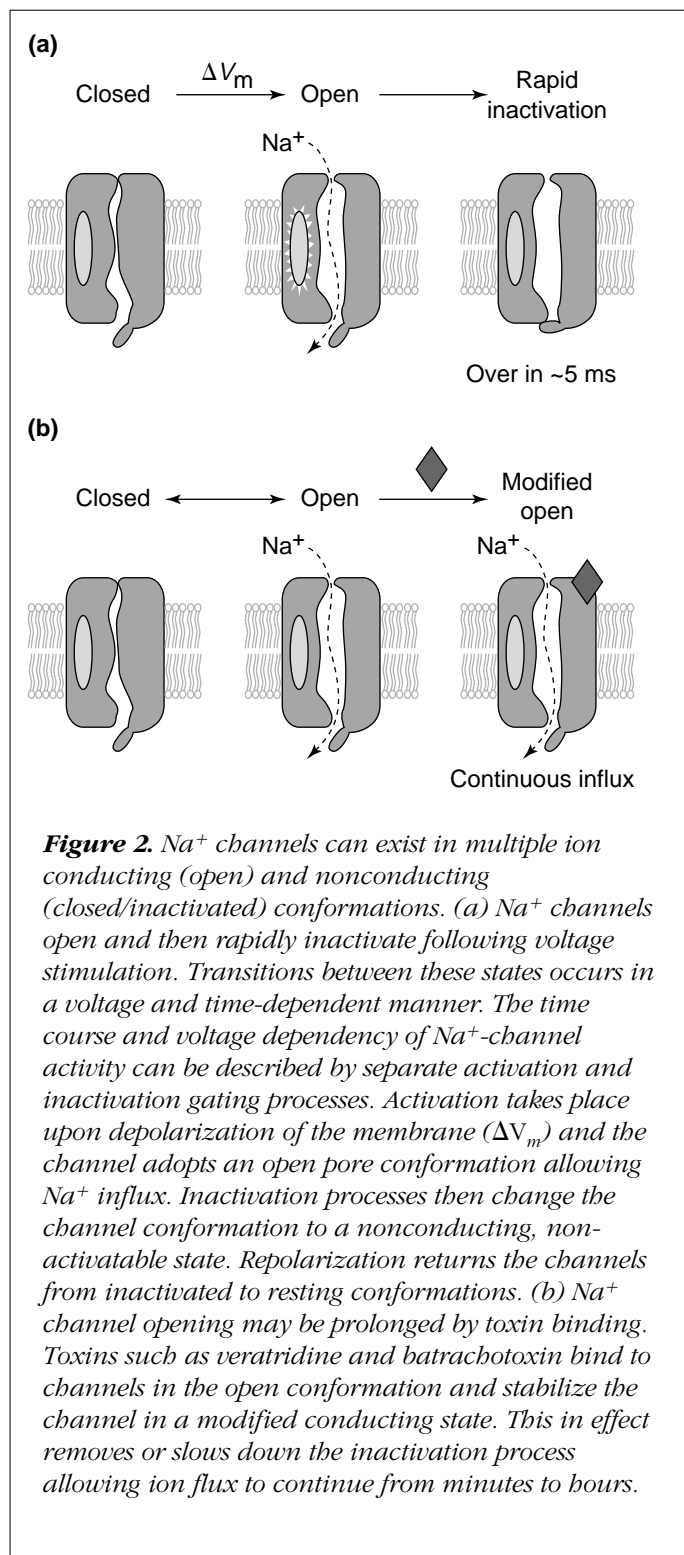 (a)
Closed ΔVm Open Rapid
inactivation
Na+
Over in ~5 ms
(b)
Closed Open Modified
open
Na+ Na+
Continuous influx
Figure 2. Na+ channels can exist in multiple ion
conducting (open) and nonconducting
(closed/inactivated) conformations. (a) Na+ channels
open and then rapidly inactivate following voltage
stimulation. Transitions between these states occurs in
a voltage and time-dependent manner. The time
course and voltage dependency of Na+-channel
activity can be described by separate activation and
inactivation gating processes. Activation takes place
upon depolarization of the membrane (ΔVm) and the
channel adopts an open pore conformation allowing
Na+ influx. Inactivation processes then change the
channel conformation to a nonconducting, non-
activatable state. Repolarization returns the channels
from inactivated to resting conformations. (b) Na+
channel opening may be prolonged by toxin binding.
Toxins such as veratridine and batrachotoxin bind to
channels in the open conformation and stabilize the
channel in a modified conducting state. This in effect
removes or slows down the inactivation process
allowing ion flux to continue from minutes to hours.